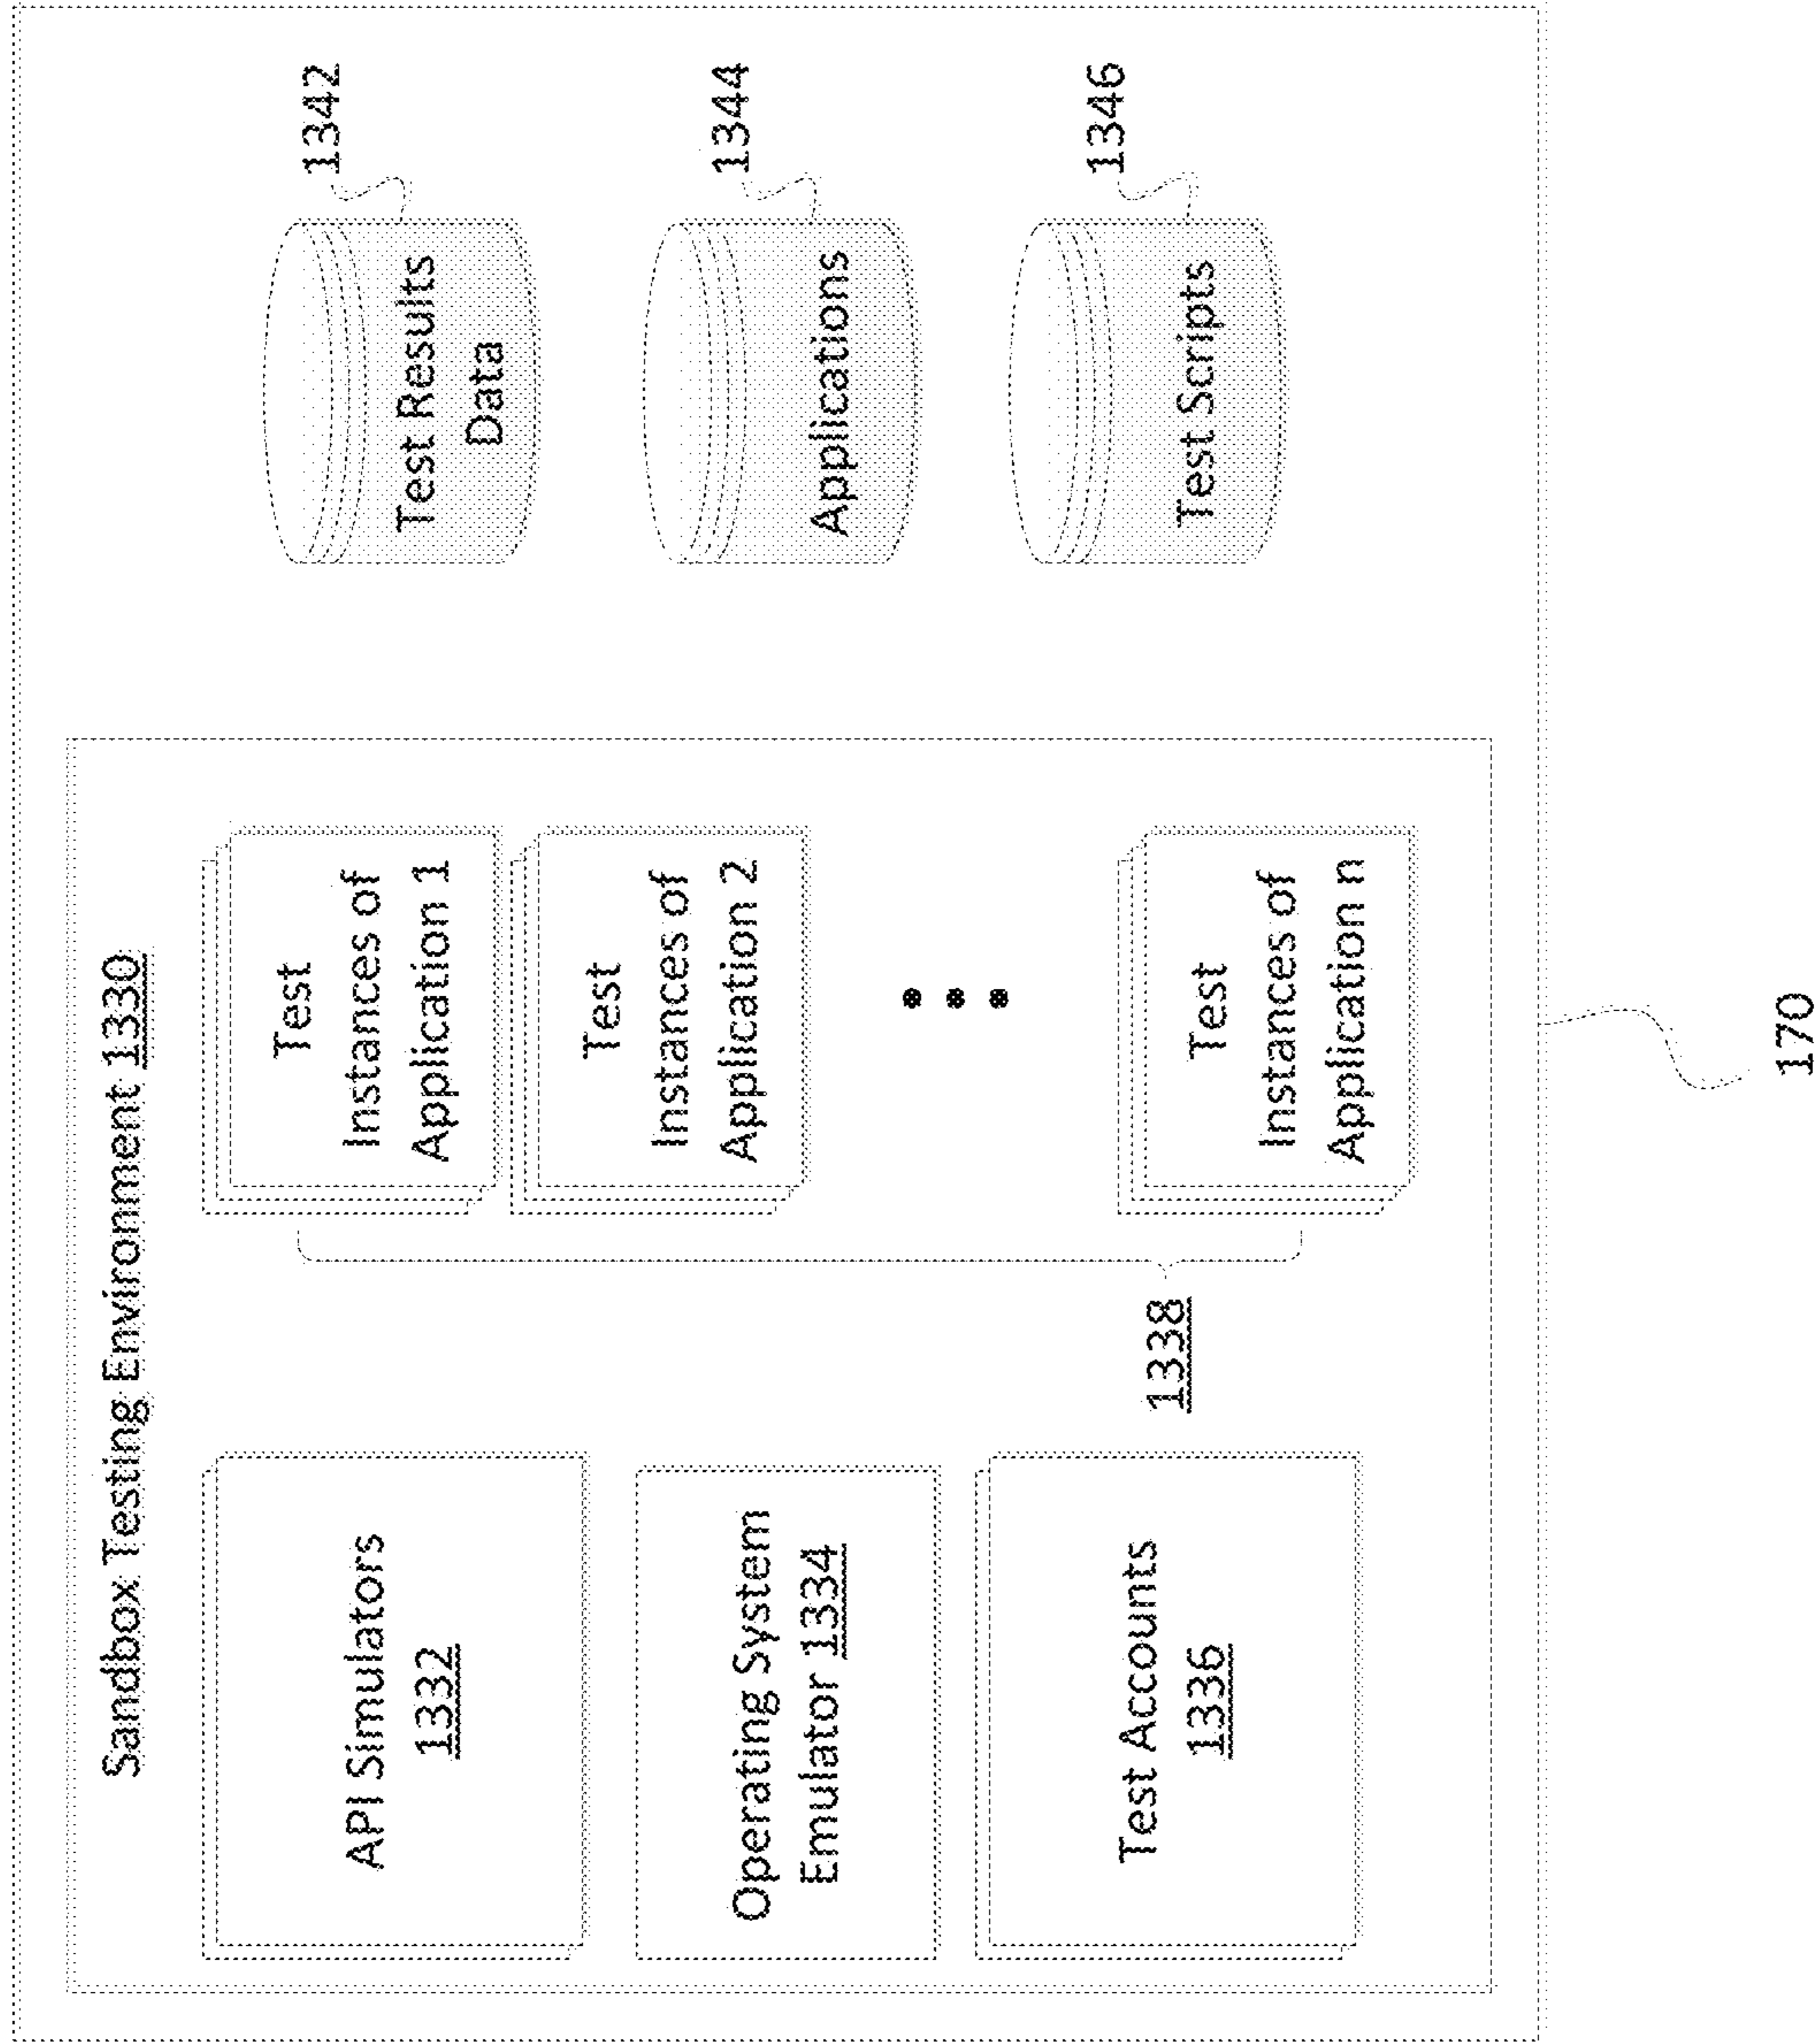 Sandbox Testing Environment 1330
API Simulators
1332
Operating System
Emulator 1334
Test Accounts
1336
1338
Test
Instances of
Application 1
Test
Instances of
Application 2
Test
Instances of
Application n
Test Results
Data
1342
Applications
1344
Test Scripts
1346
170